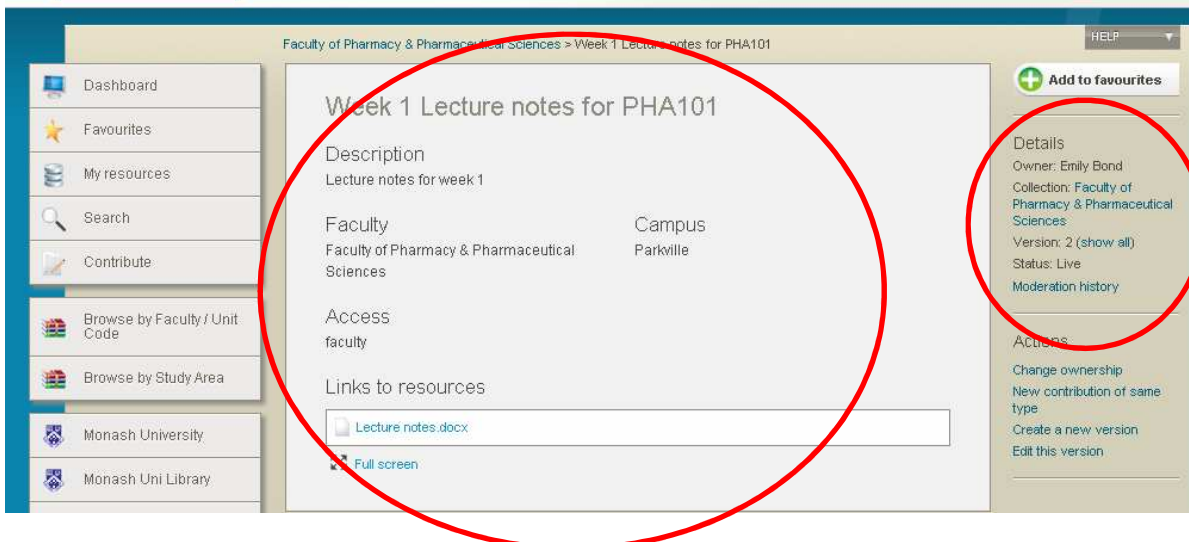 Faculty of Pharmacy & Pharmaceutical Sciences > Week 1 Lecture notes for PHA101
HELP
Dashboard
Favourites
My resources
Search
Contribute
Browse by Faculty / Unit
Code
Browse by Study Area
Monash University
Monash Uni Library
Week 1 Lecture notes for PHA101
Description
Lecture notes for week 1
Faculty
Faculty of Pharmacy & Pharmaceutical
Sciences
Campus
Parkville
Access
faculty
Links to resources
Lecture notes.docx
Full screen
Add to favourites
Details
Owner: Emily Bond
Collection: Faculty of
Pharmacy & Pharmaceutical
Sciences
Version: 2 (show all)
Status: Live
Moderation history
Actions
Change ownership
New contribution of same
type
Create a new version
Edit this version